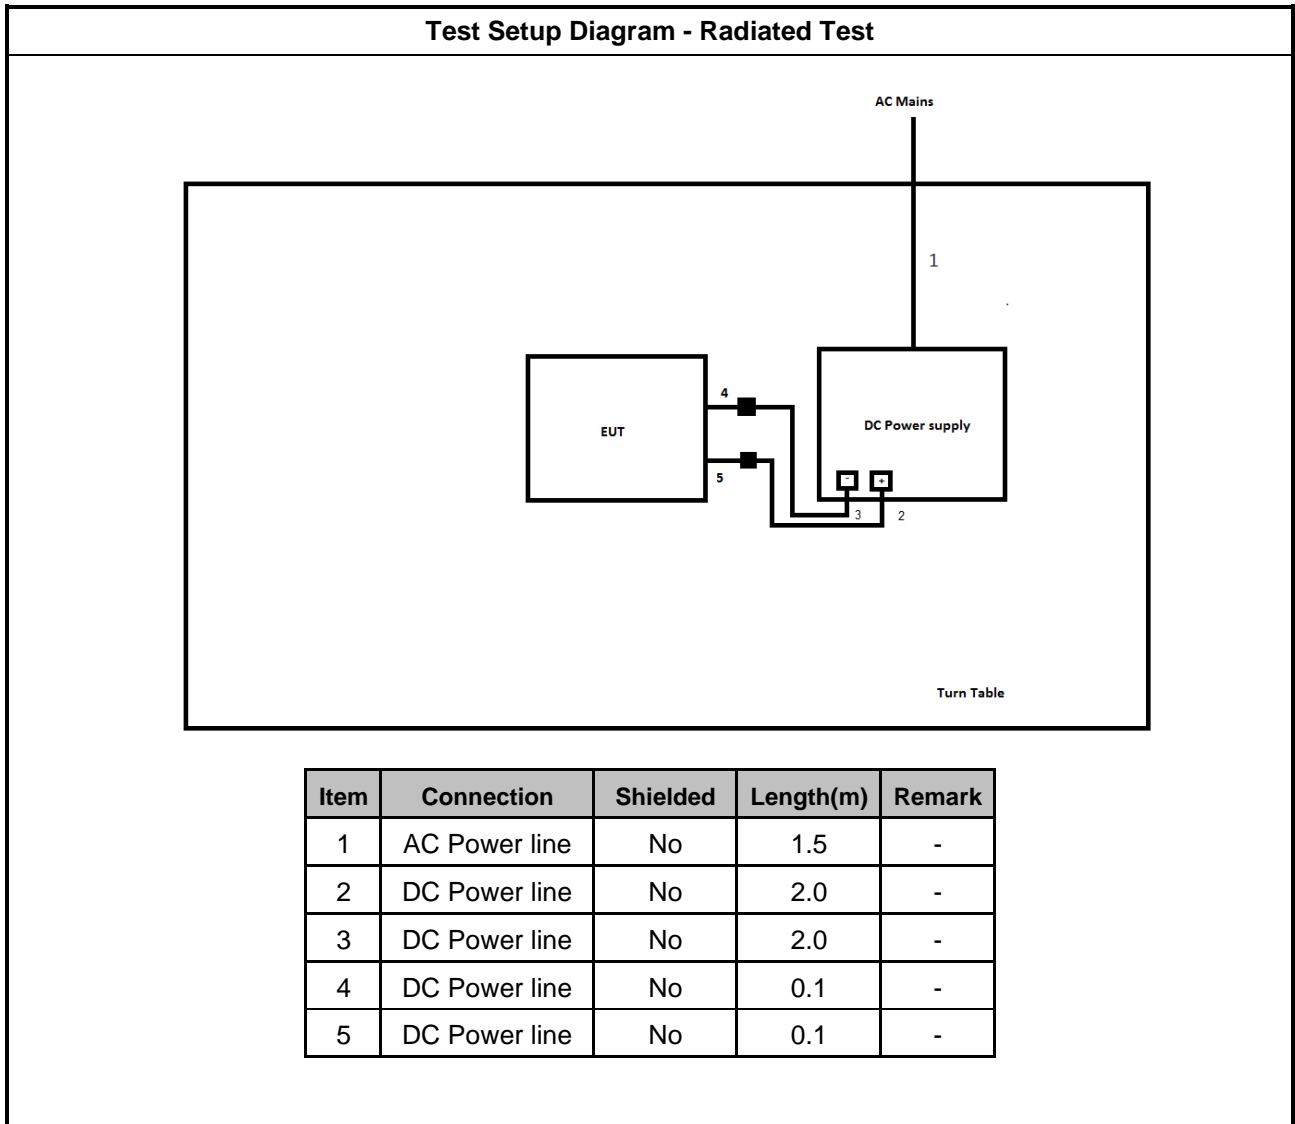 Test Setup Diagram - Radiated Test
AC Mains
1
4
EUT
DC Power supply
5
- +
3 2
Turn Table
Item Connection Shielded Length(m) Remark
1 AC Power line No 1.5 -
2 DC Power line No 2.0 -
3 DC Power line No 2.0 -
4 DC Power line No 0.1 -
5 DC Power line No 0.1 -